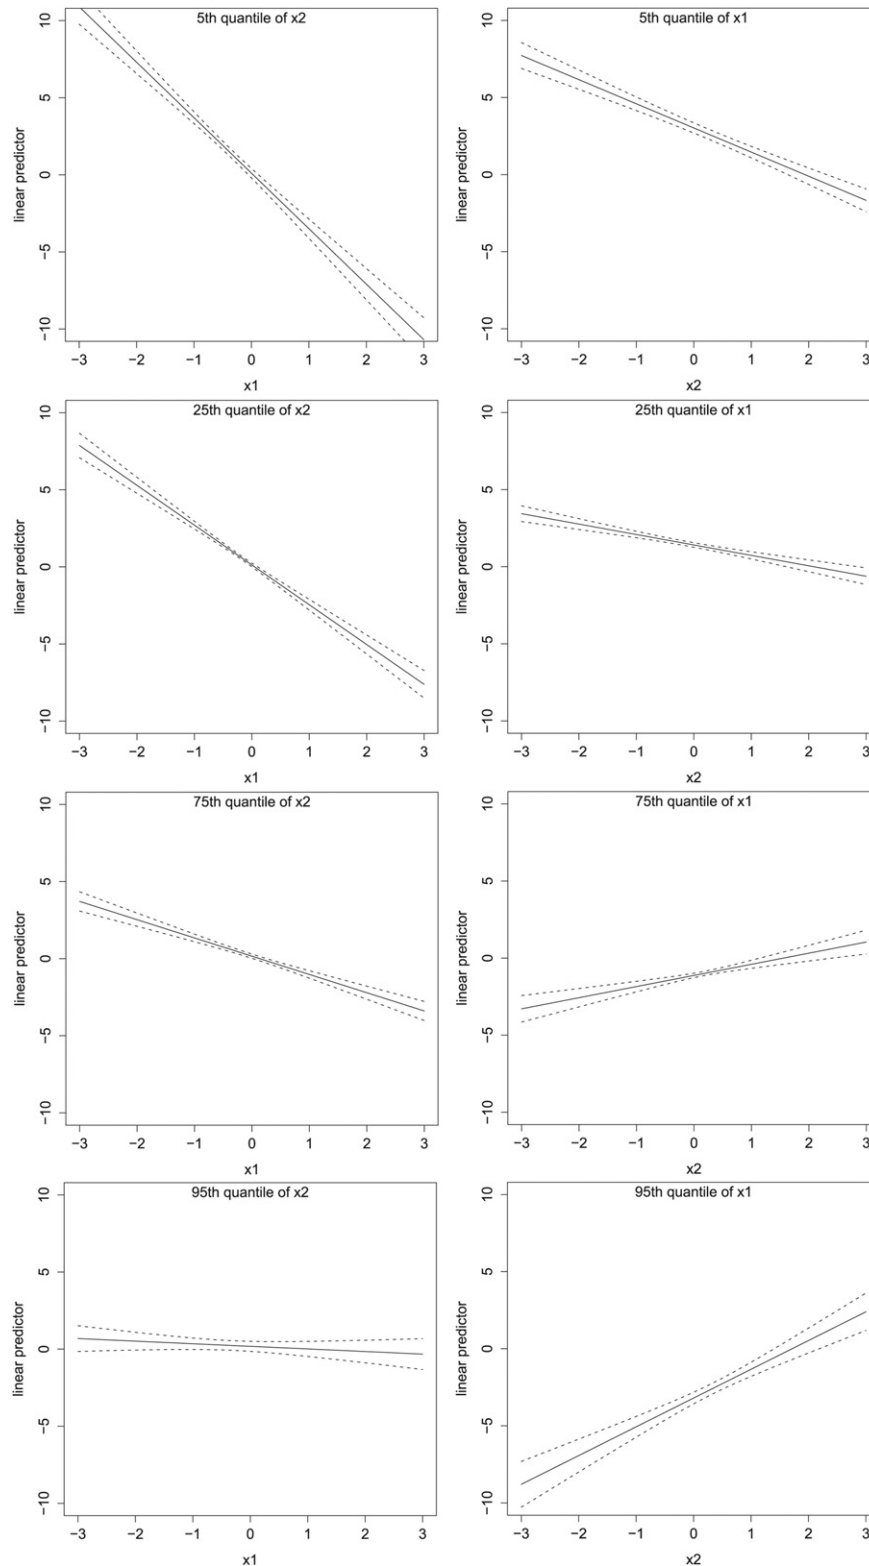 5th quantile of x2
10
5
0
−5
−10
linear predictor
−3 −2 −1 0 1 2 3
x1
5th quantile of x1
10
5
0
−5
−10
linear predictor
−3 −2 −1 0 1 2 3
x2
25th quantile of x2
10
5
0
−5
−10
linear predictor
−3 −2 −1 0 1 2 3
x1
25th quantile of x1
10
5
0
−5
−10
linear predictor
−3 −2 −1 0 1 2 3
x2
75th quantile of x2
10
5
0
−5
−10
linear predictor
−3 −2 −1 0 1 2 3
x1
75th quantile of x1
10
5
0
−5
−10
linear predictor
−3 −2 −1 0 1 2 3
x2
95th quantile of x2
10
5
0
−5
−10
linear predictor
−3 −2 −1 0 1 2 3
x1
95th quantile of x1
10
5
0
−5
−10
linear predictor
−3 −2 −1 0 1 2 3
x2